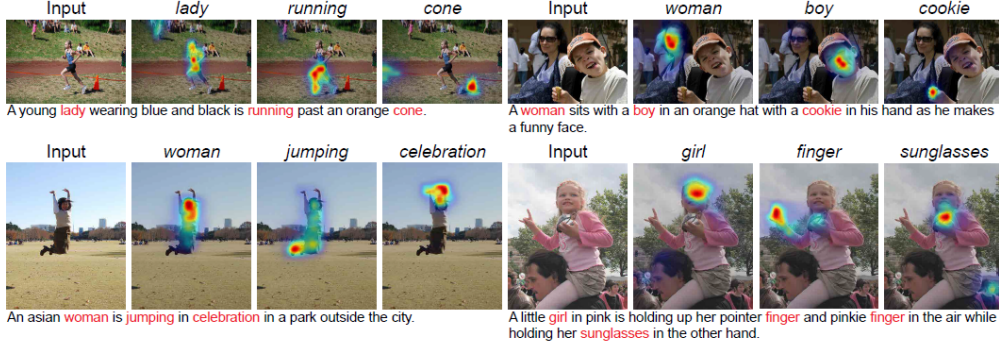 Input lady running cone
A young lady wearing blue and black is running past an orange cone.
Input woman boy cookie
A woman sits with a boy in an orange hat with a cookie in his hand as he makes
a funny face.
Input woman jumping celebration
An asian woman is jumping in celebration in a park outside the city.
Input girl finger sunglasses
A little girl in pink is holding up her pointer finger and pinkie finger in the air while
holding her sunglasses in the other hand.